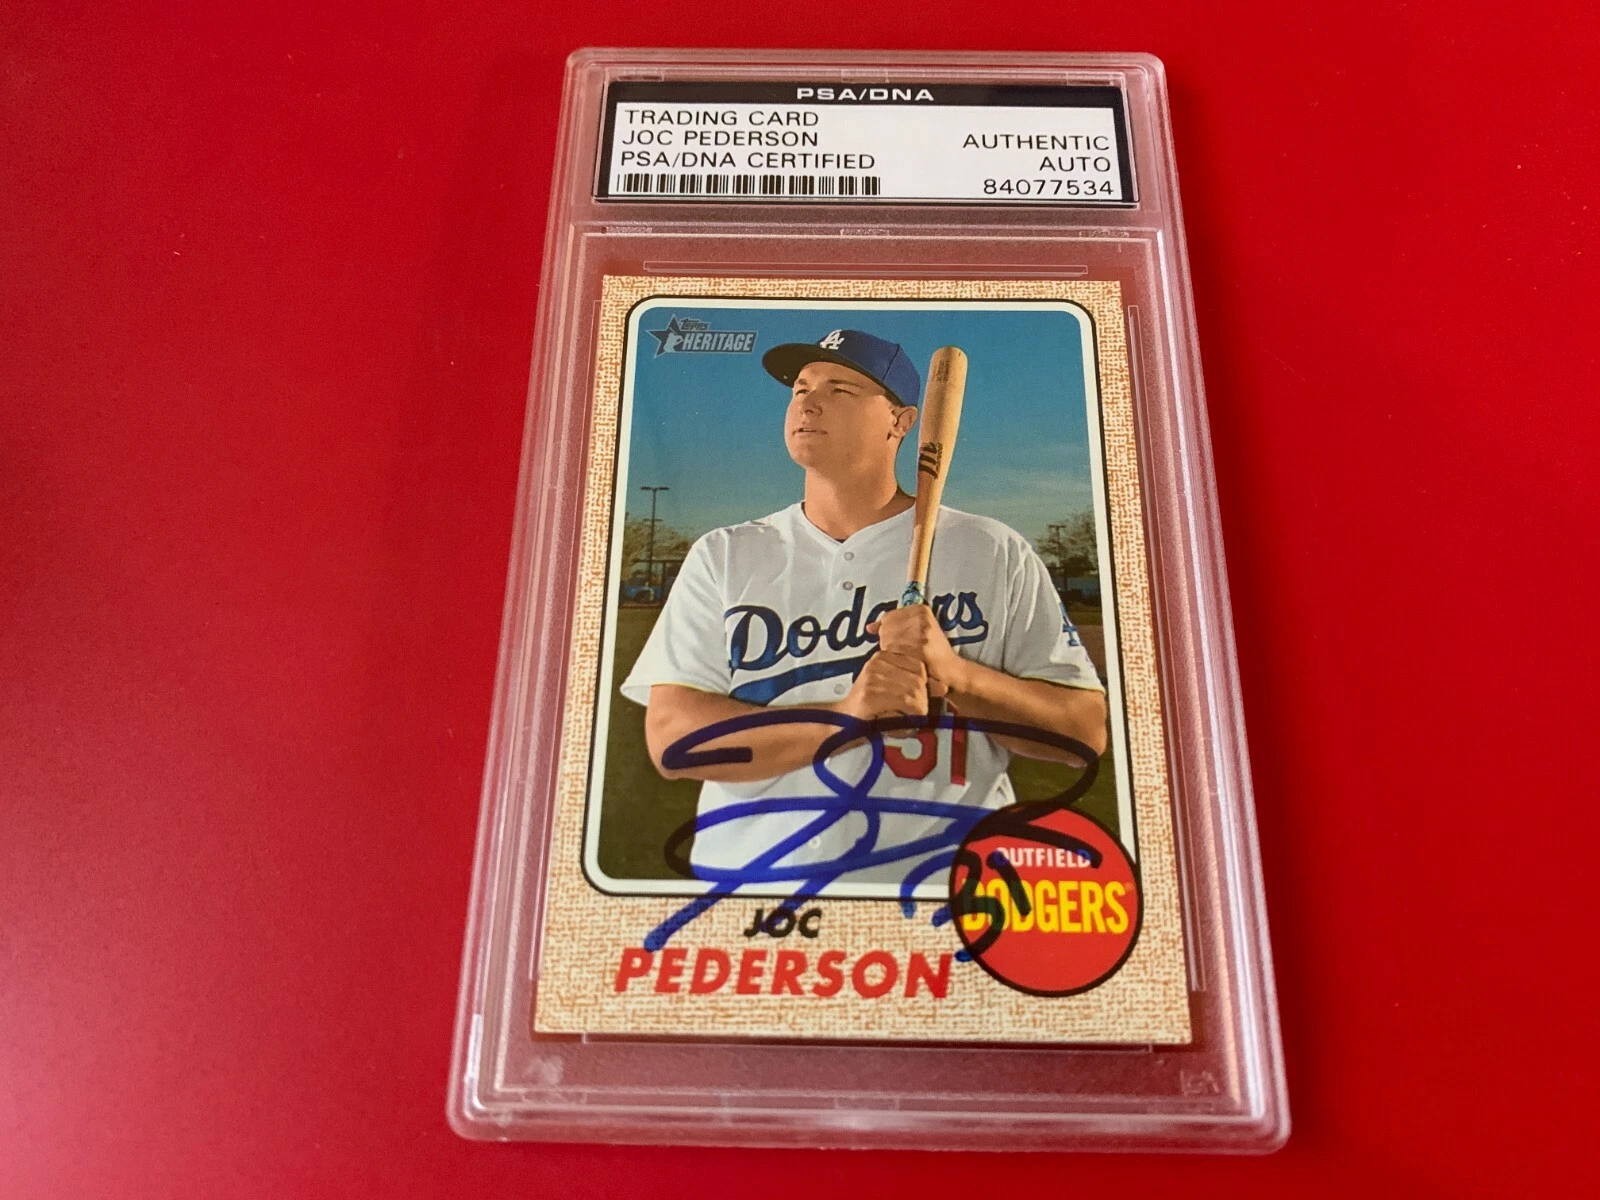 PSA/DNA
TRADING CARD
JOC PEDERSON
PSA/DNA CERTIFIED
AUTHENTIC
AUTO
84077534
Topps
HERITAGE
LA
Dodgers
31
OUTFIELD
DODGERS
JOC
PEDERSON